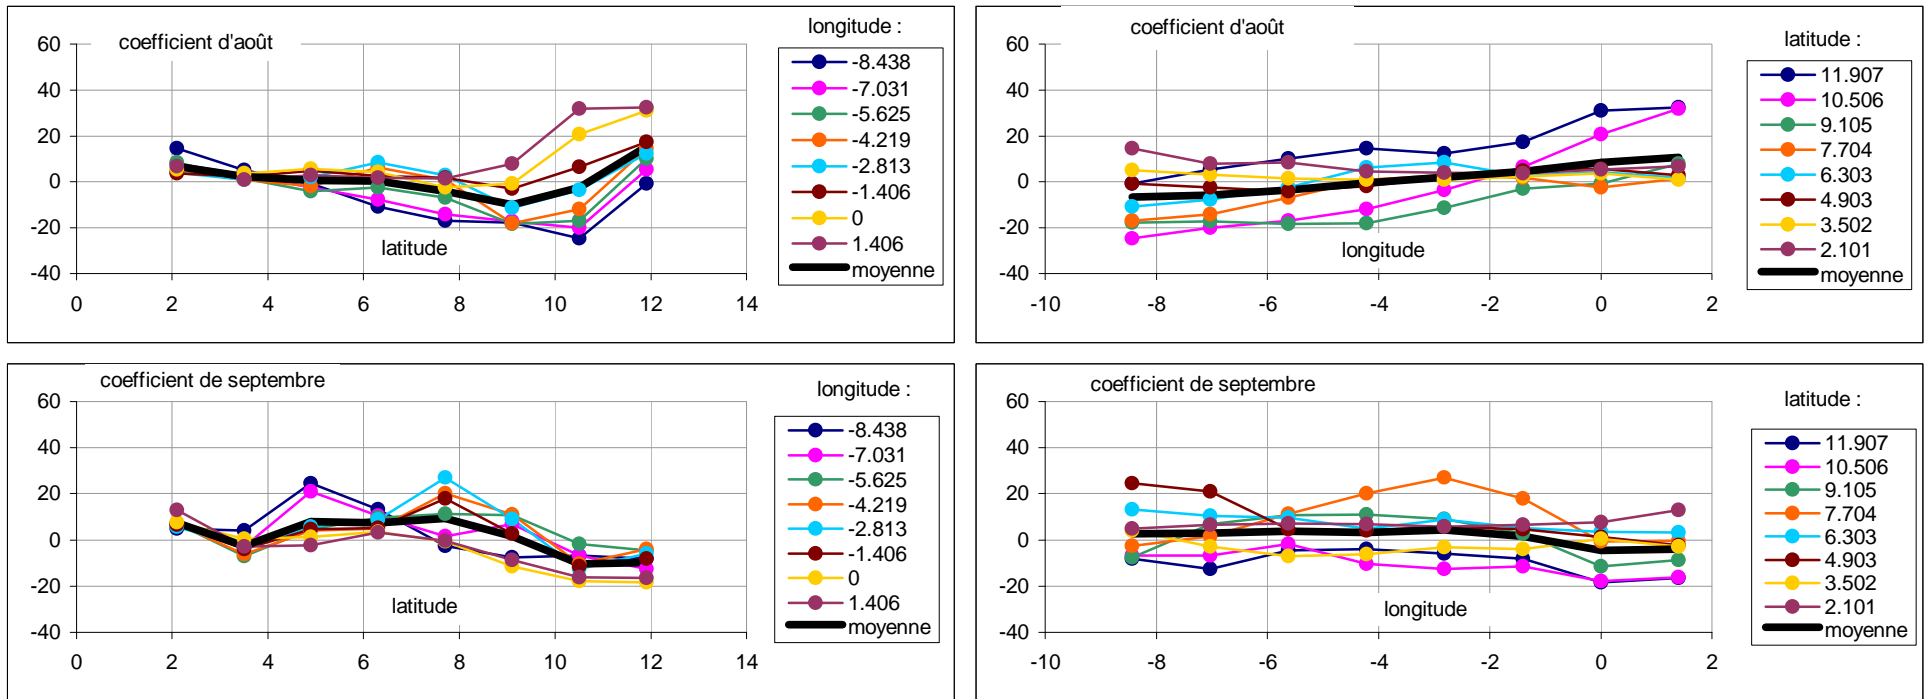 coefficient d'août
longitude :
-8.438
-7.031
-5.625
-4.219
-2.813
-1.406
0
1.406
moyenne
60
40
20
0
-20
-40
latitude
0 2 4 6 8 10 12 14
coefficient d'août
latitude :
11.907
10.506
9.105
7.704
6.303
4.903
3.502
2.101
moyenne
60
40
20
0
-20
-40
longitude
-10 -8 -6 -4 -2 0 2
coefficient de septembre
longitude :
-8.438
-7.031
-5.625
-4.219
-2.813
-1.406
0
1.406
moyenne
60
40
20
0
-20
-40
latitude
0 2 4 6 8 10 12 14
coefficient de septembre
latitude :
11.907
10.506
9.105
7.704
6.303
4.903
3.502
2.101
moyenne
60
40
20
0
-20
-40
longitude
-10 -8 -6 -4 -2 0 2